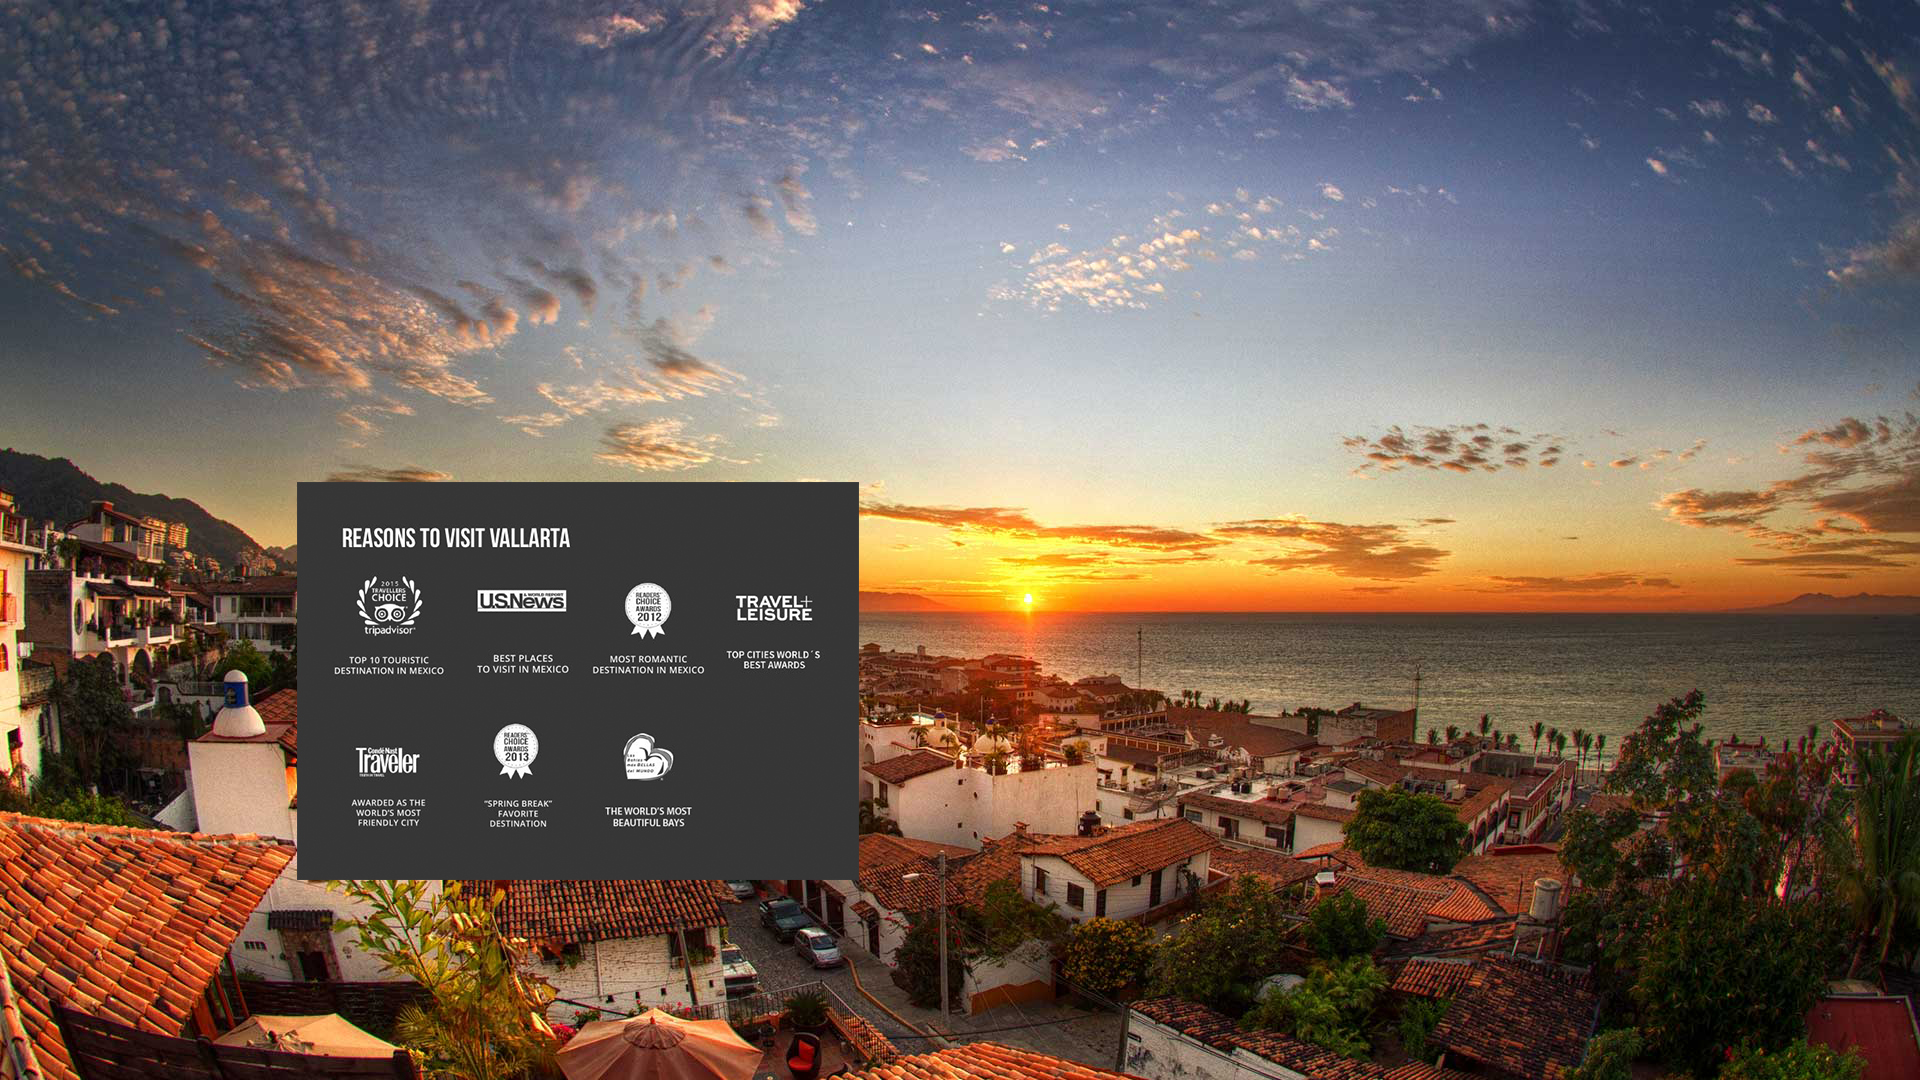 REASONS TO VISIT VALLARTA
2015
TRAVELLERS'
CHOICE
tripadvisor®
TOP 10 TOURISTIC
DESTINATION IN MEXICO
& WORLD REPORT
U.S.News
BEST PLACES
TO VISIT IN MEXICO
READERS'
CHOICE
AWARDS
2012
MOST ROMANTIC
DESTINATION IN MEXICO
TRAVEL+
LEISURE
TOP CITIES WORLD´S
BEST AWARDS
Condé Nast
Traveler
TRUTH IN TRAVEL
AWARDED AS THE
WORLD'S MOST
FRIENDLY CITY
READERS'
CHOICE
AWARDS
2013
"SPRING BREAK"
FAVORITE
DESTINATION
Las
Bahías
más BELLAS
del MUNDO
THE WORLD'S MOST
BEAUTIFUL BAYS